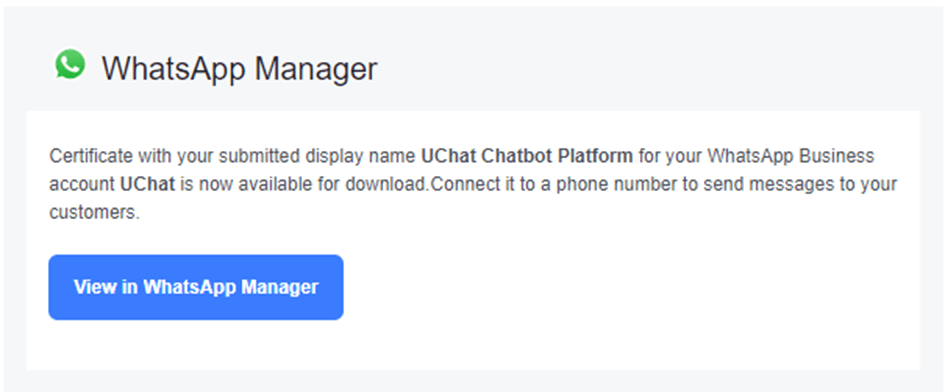 WhatsApp Manager
Certificate with your submitted display name UChat Chatbot Platform for your WhatsApp Business
account UChat is now available for download.Connect it to a phone number to send messages to your
customers.
View in WhatsApp Manager